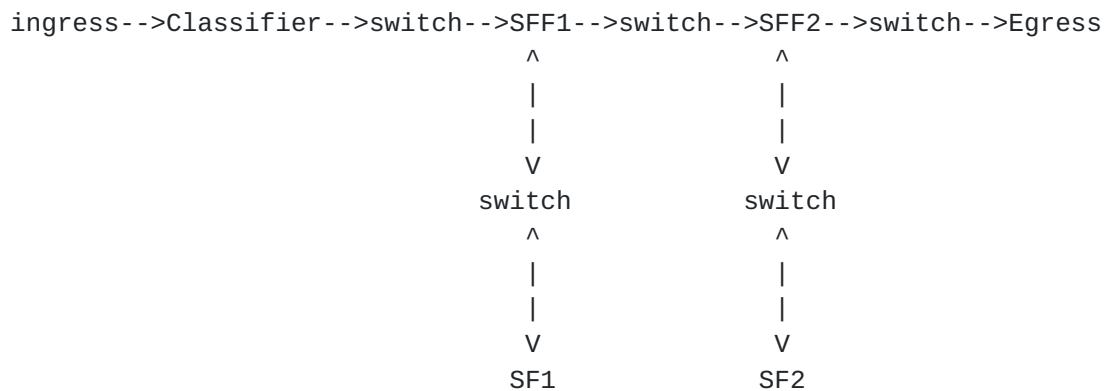 ingress-->Classifier-->switch-->SFF1-->switch-->SFF2-->switch-->Egress
^ ^
| |
| |
V V
switch switch
^ ^
| |
| |
V V
SF1 SF2